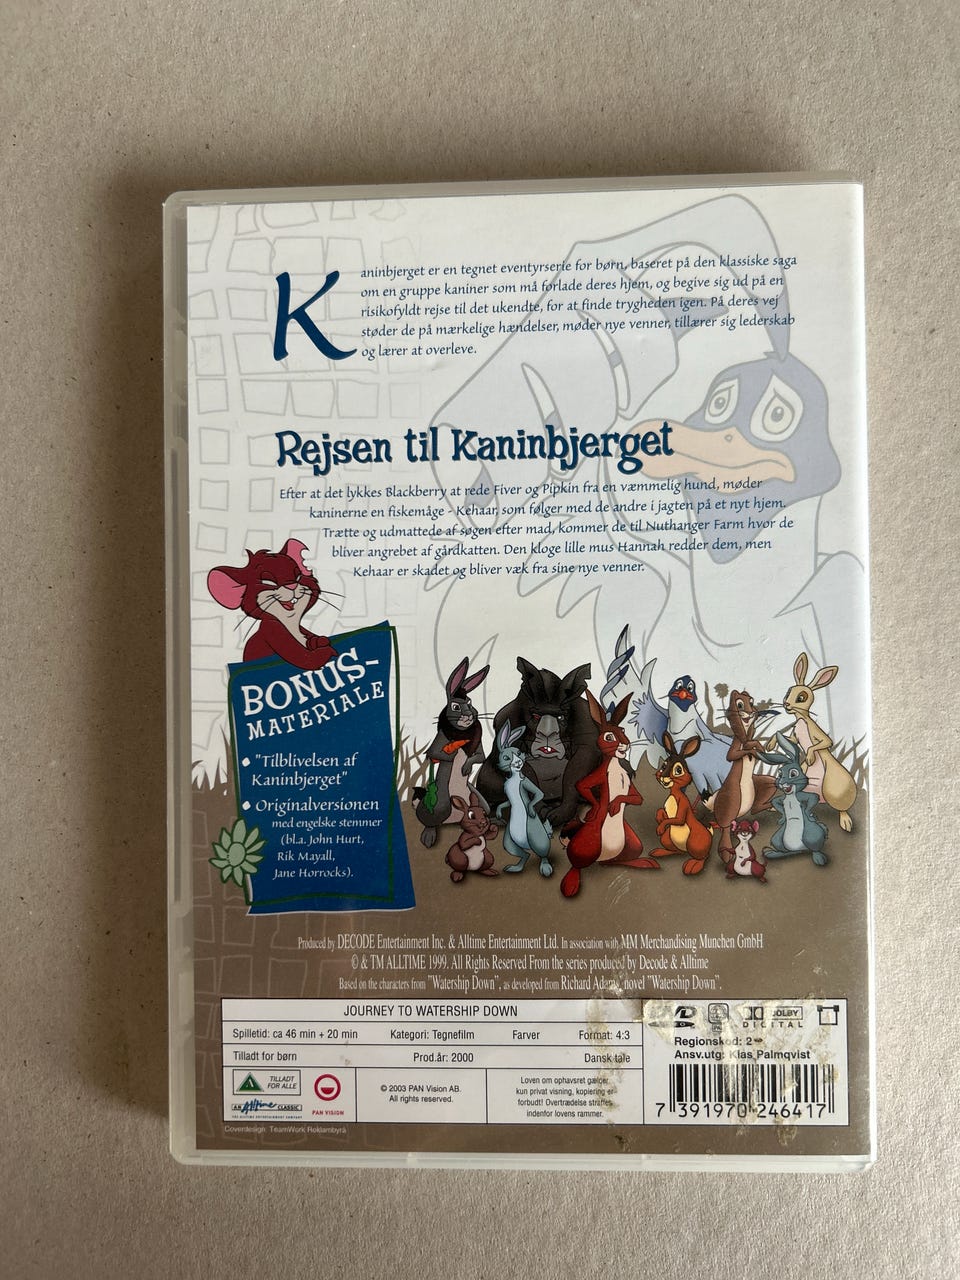 Kaninbjerget er en tegnet eventyrserie for børn, baseret på den klassiske saga
om en gruppe kaniner som må forlade deres hjem, og begive sig ud på en
risikofyldt rejse til det ukendte, for at finde trygheden igen. På deres vej
støder de på mærkelige hændelser, møder nye venner, tillærer sig lederskab
og lærer at overleve.
Rejsen til Kaninbjerget
Efter at det lykkes Blackberry at rede Fiver og Pipkin fra en væmmelig hund, møder
kaninerne en fiskemåge - Kehaar, som følger med de andre i jagten på et nyt hjem.
Trætte og udmattede af søgen efter mad, kommer de til Nuthanger Farm hvor de
bliver angrebet af gårdkatten. Den kloge lille mus Hannah redder dem, men
Kehaar er skadet og bliver væk fra sine nye venner.
BONUS-
MATERIALE
• "Tilblivelsen af
Kaninbjerget"
• Originalversionen
med engelske stemmer
(bl.a. John Hurt,
Rik Mayall,
Jane Horrocks).
Produced by DECODE Entertainment Inc. & Alltime Entertainment Ltd. In association with MM Merchandising Munchen GmbH
© & TM ALLTIME 1999. All Rights Reserved From the series produced by Decode & Alltime
Based on the characters from "Watership Down", as developed from Richard Adams' novel "Watership Down".
JOURNEY TO WATERSHIP DOWN
Spilletid: ca 46 min + 20 min Kategori: Tegnefilm Farver Format: 4:3
Tilladt for børn Prod.år: 2000 Dansk tale
TILLADT
FOR ALLE
AN Alltime CLASSIC
PAN VISION
© 2003 PAN Vision AB.
All rights reserved.
Loven om ophavsret gælder,
kun privat visning, kopiering er
forbudt! Overtrædelse straffes
indenfor lovens rammer.
DOLBY
DIGITAL
Regionskod: 2
Ansv.utg: Klas Palmqvist
7 391970 246417
Coverdesign: TeamWork Reklambyrå